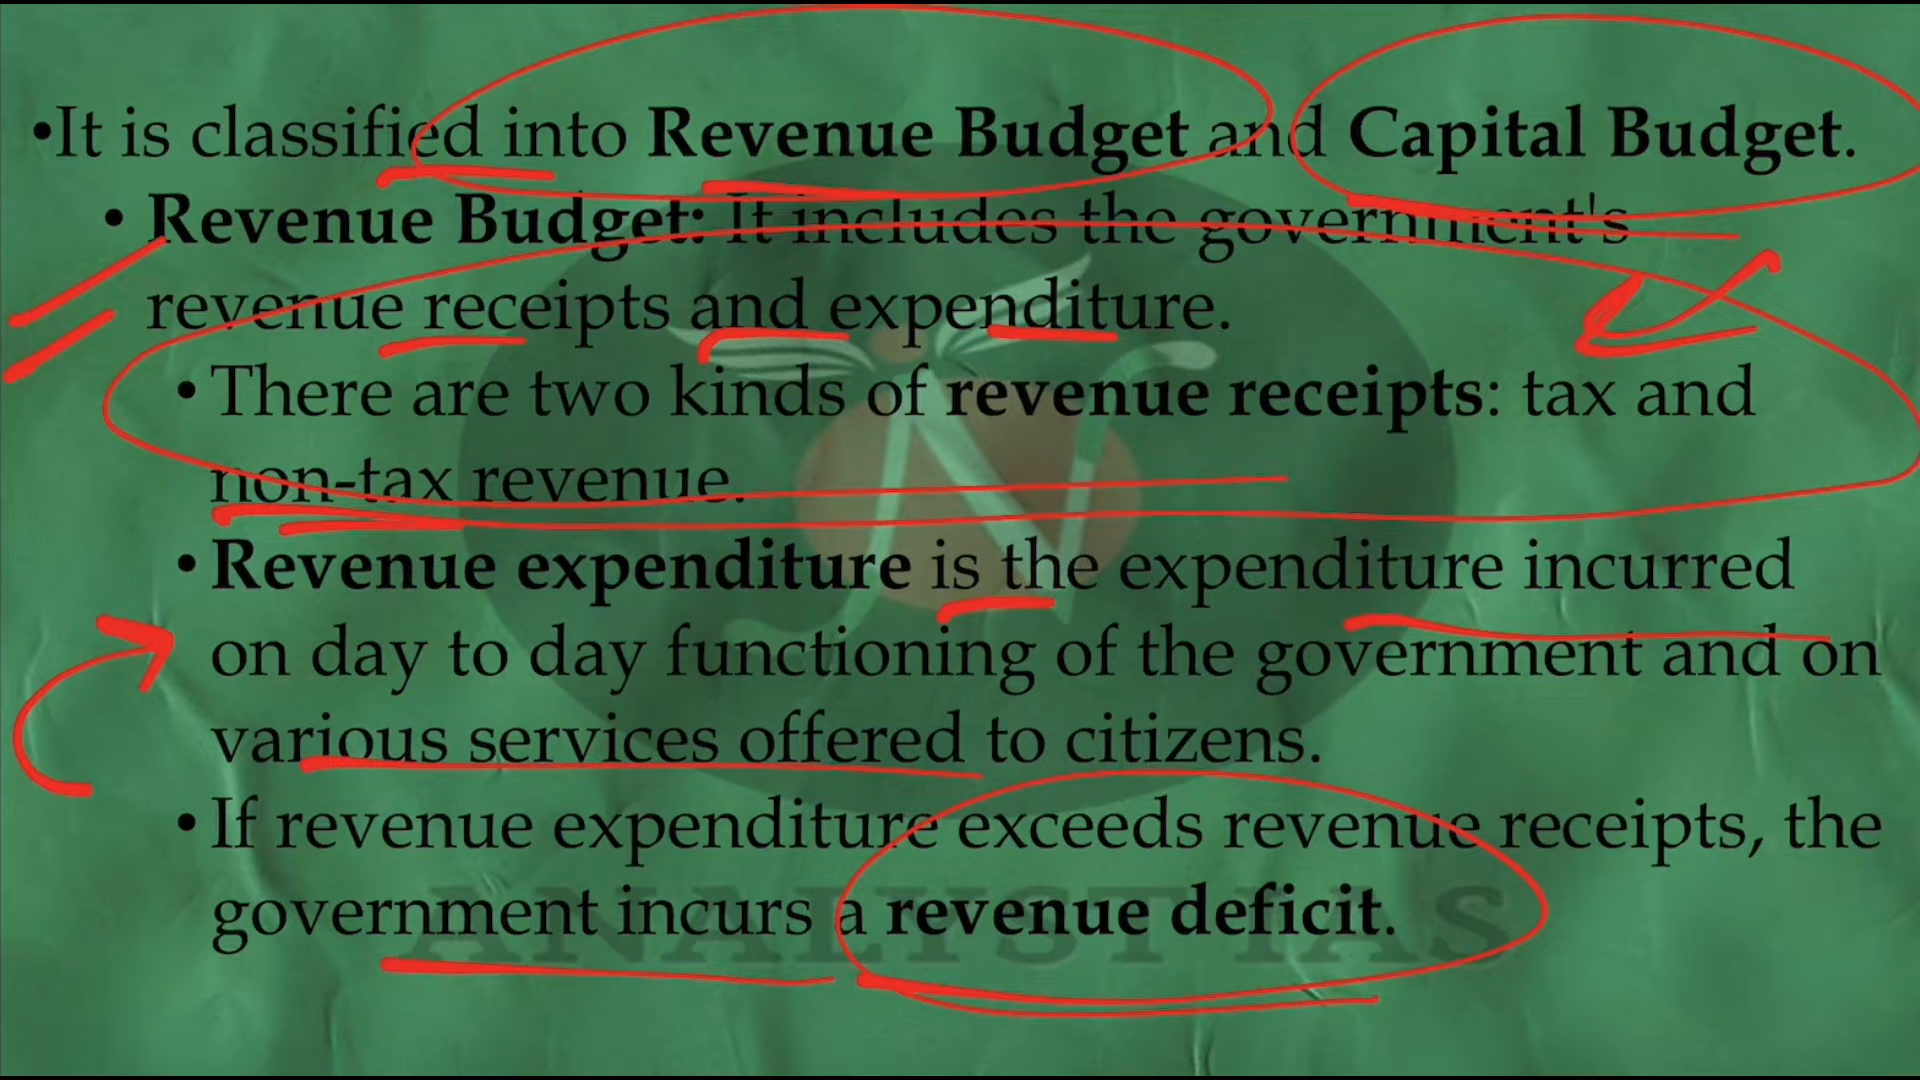 •It is classified into Revenue Budget and Capital Budget.
• Revenue Budget: It includes the government's
revenue receipts and expenditure.
• There are two kinds of revenue receipts: tax and
non-tax revenue.
• Revenue expenditure is the expenditure incurred
on day to day functioning of the government and on
various services offered to citizens.
• If revenue expenditure exceeds revenue receipts, the
government incurs a revenue deficit.
ANALYST IAS